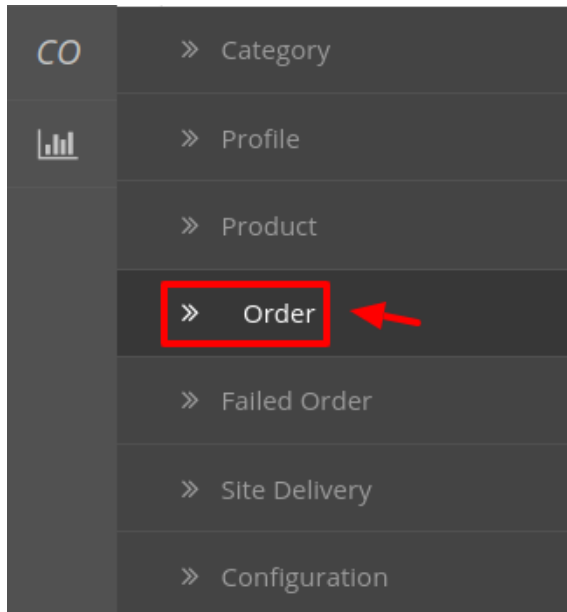 CO
Category
Profile
Product
Order
Failed Order
Site Delivery
Configuration